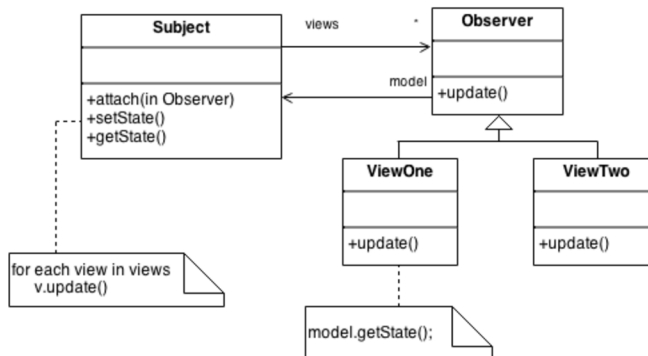 Subject
views
*
Observer
model
+attach(in Observer)
+setState()
+getState()
+update()
ViewOne
ViewTwo
+update()
+update()
for each view in views
v.update()
model.getState();